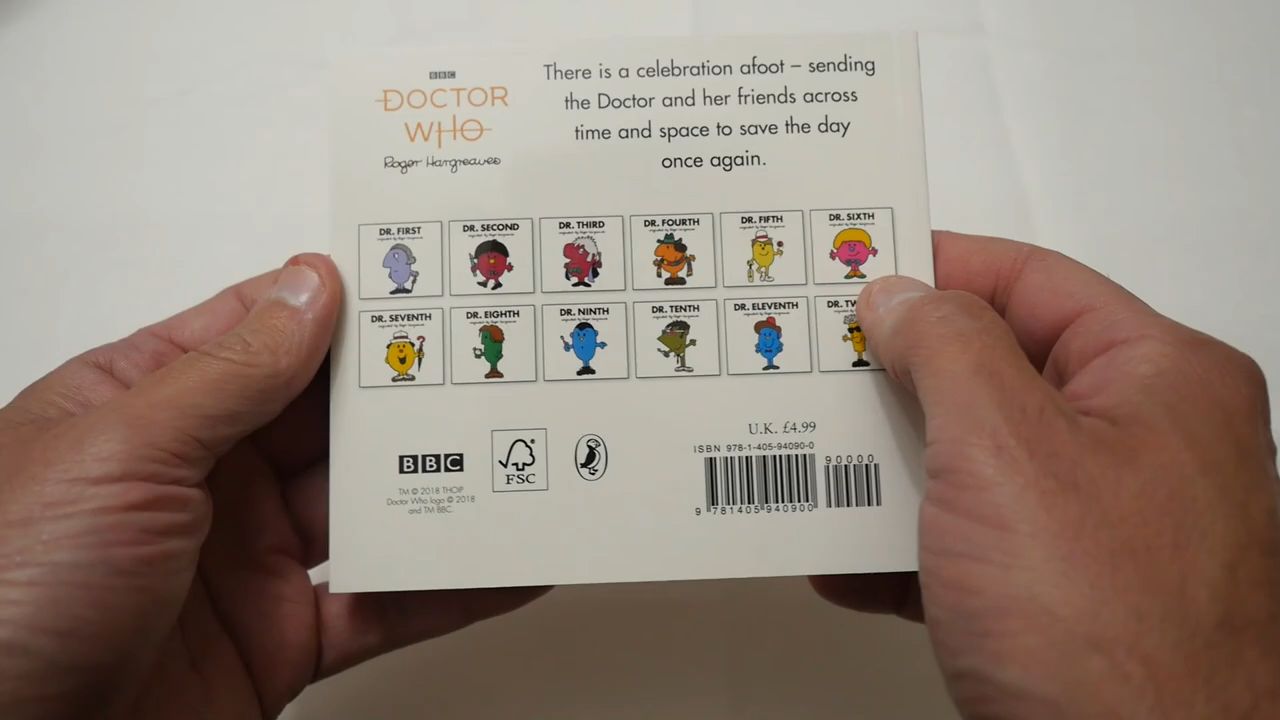 BBC
DOCTOR
WHO
Roger Hargreaves
There is a celebration afoot – sending
the Doctor and her friends across
time and space to save the day
once again.
DR. FIRST
DR. SECOND
DR. THIRD
DR. FOURTH
DR. FIFTH
DR. SIXTH
DR. SEVENTH
DR. EIGHTH
DR. NINTH
DR. TENTH
DR. ELEVENTH
DR. TW
BBC
TM © 2018 THOIP
Doctor Who logo © 2018
and TM BBC.
FSC
U.K. £4.99
ISBN 978-1-405-94090-0
90000
9 781405 940900